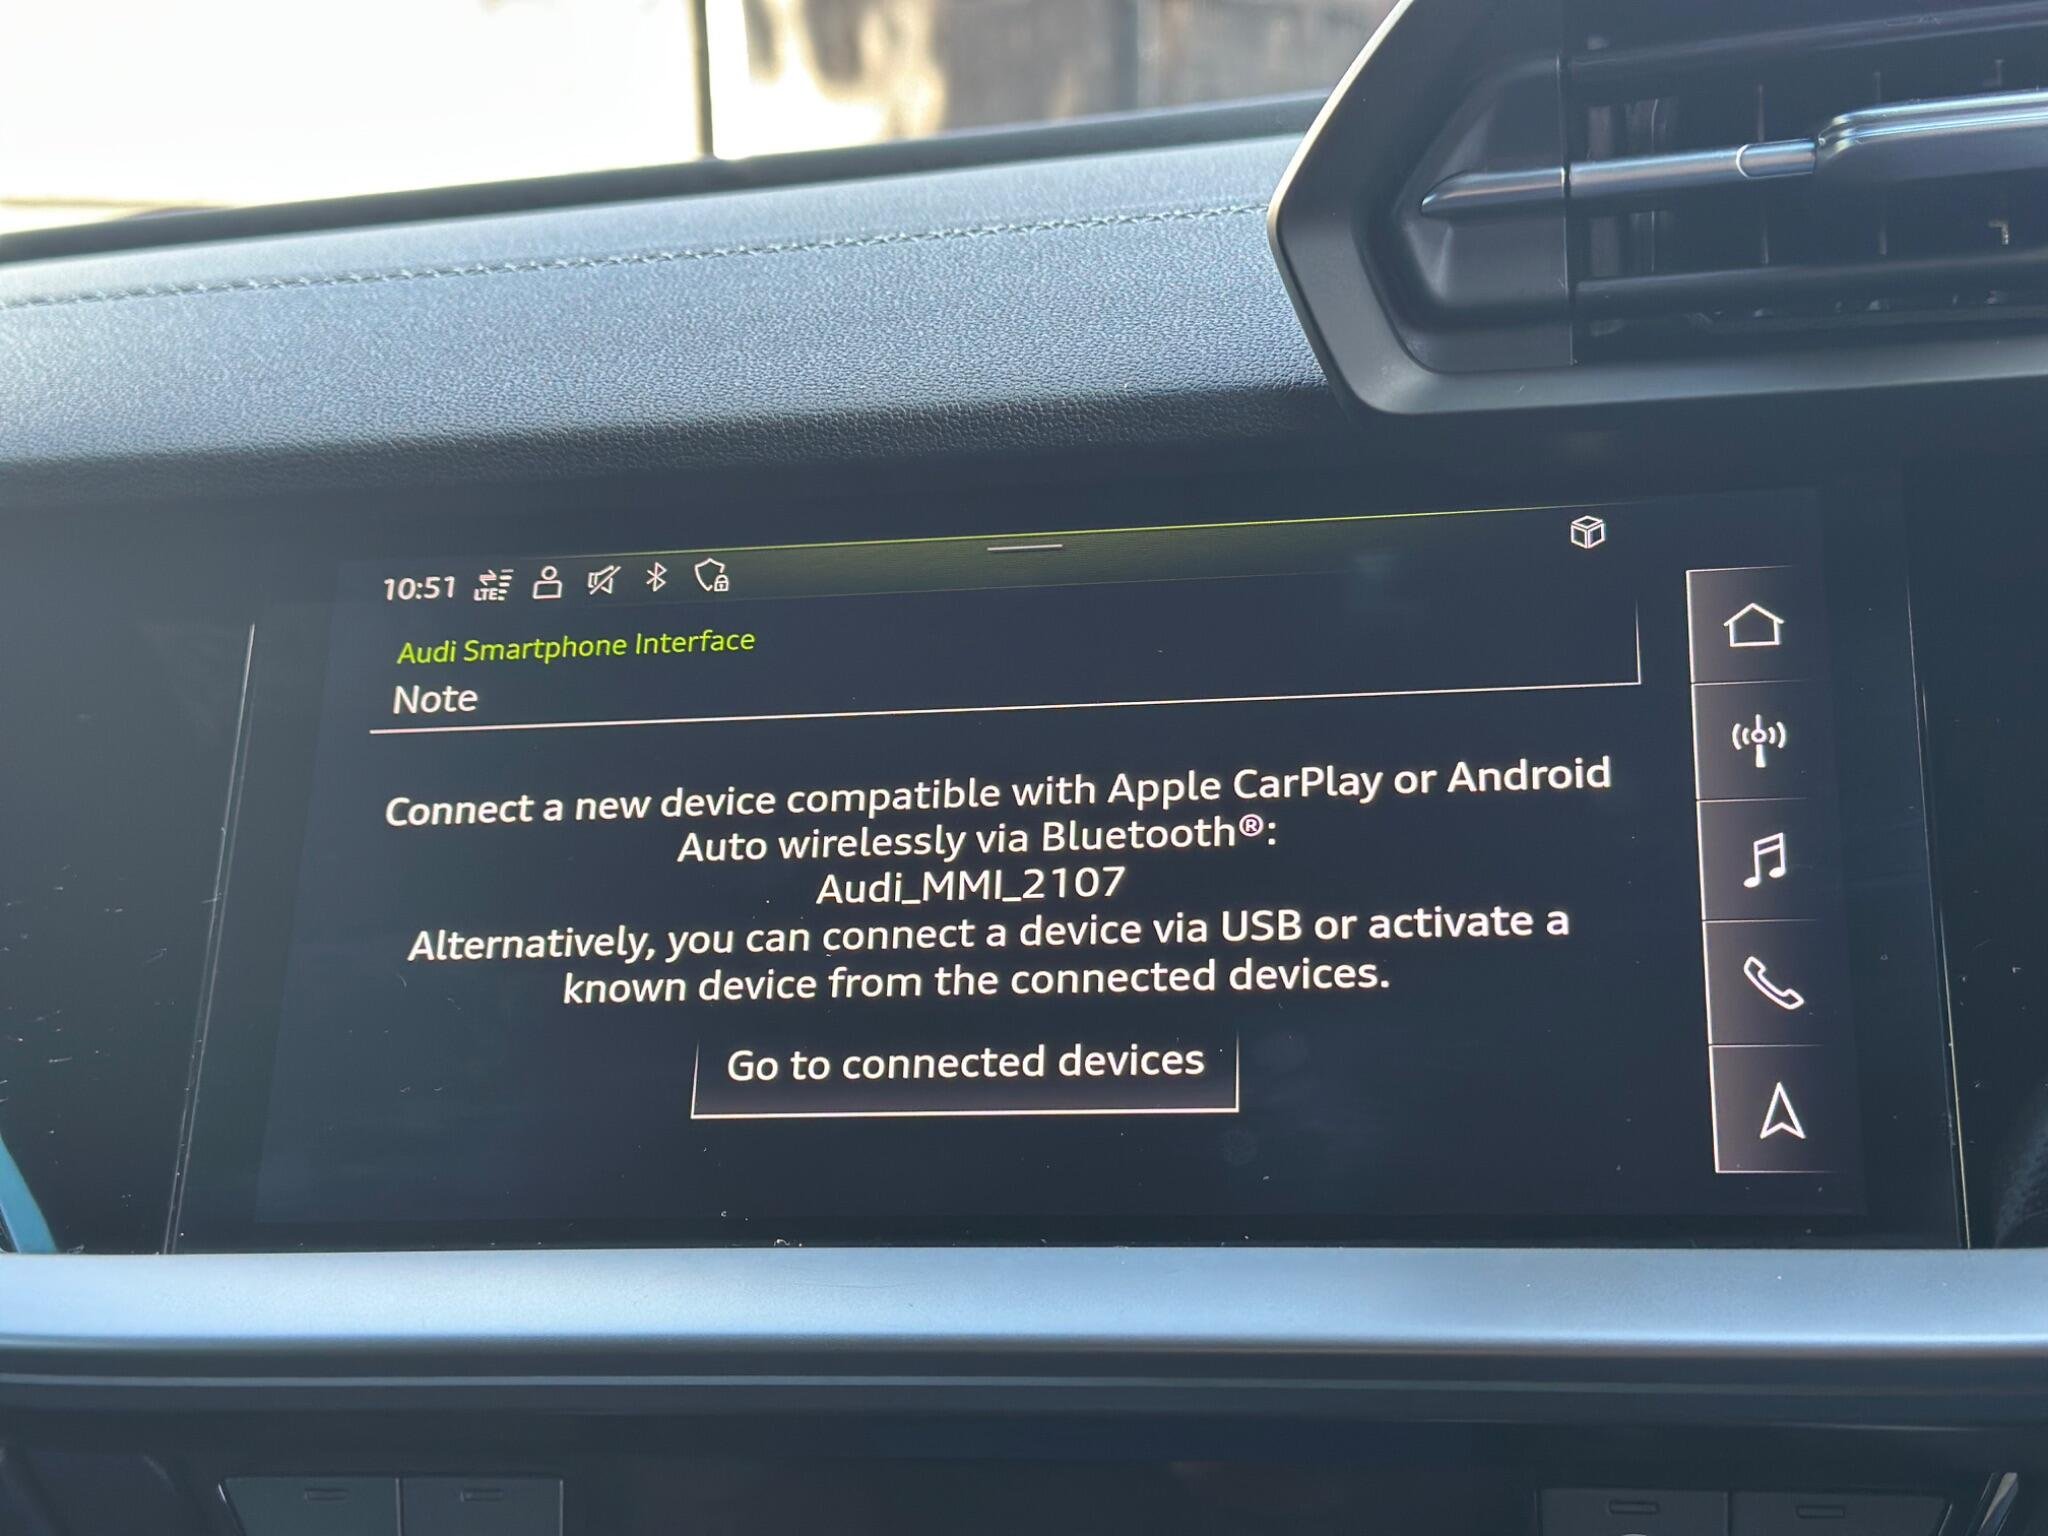 10:51 LTE
Audi Smartphone Interface
Note
Connect a new device compatible with Apple CarPlay or Android
Auto wirelessly via Bluetooth®:
Audi_MMI_2107
Alternatively, you can connect a device via USB or activate a
known device from the connected devices.
Go to connected devices